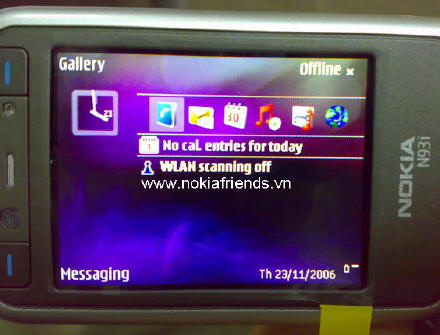 Gallery
Offline ×
30
No cal. entries for today
WLAN scanning off
www.nokiafriends.vn
Messaging
Th 23/11/2006
NOKIA
N93i